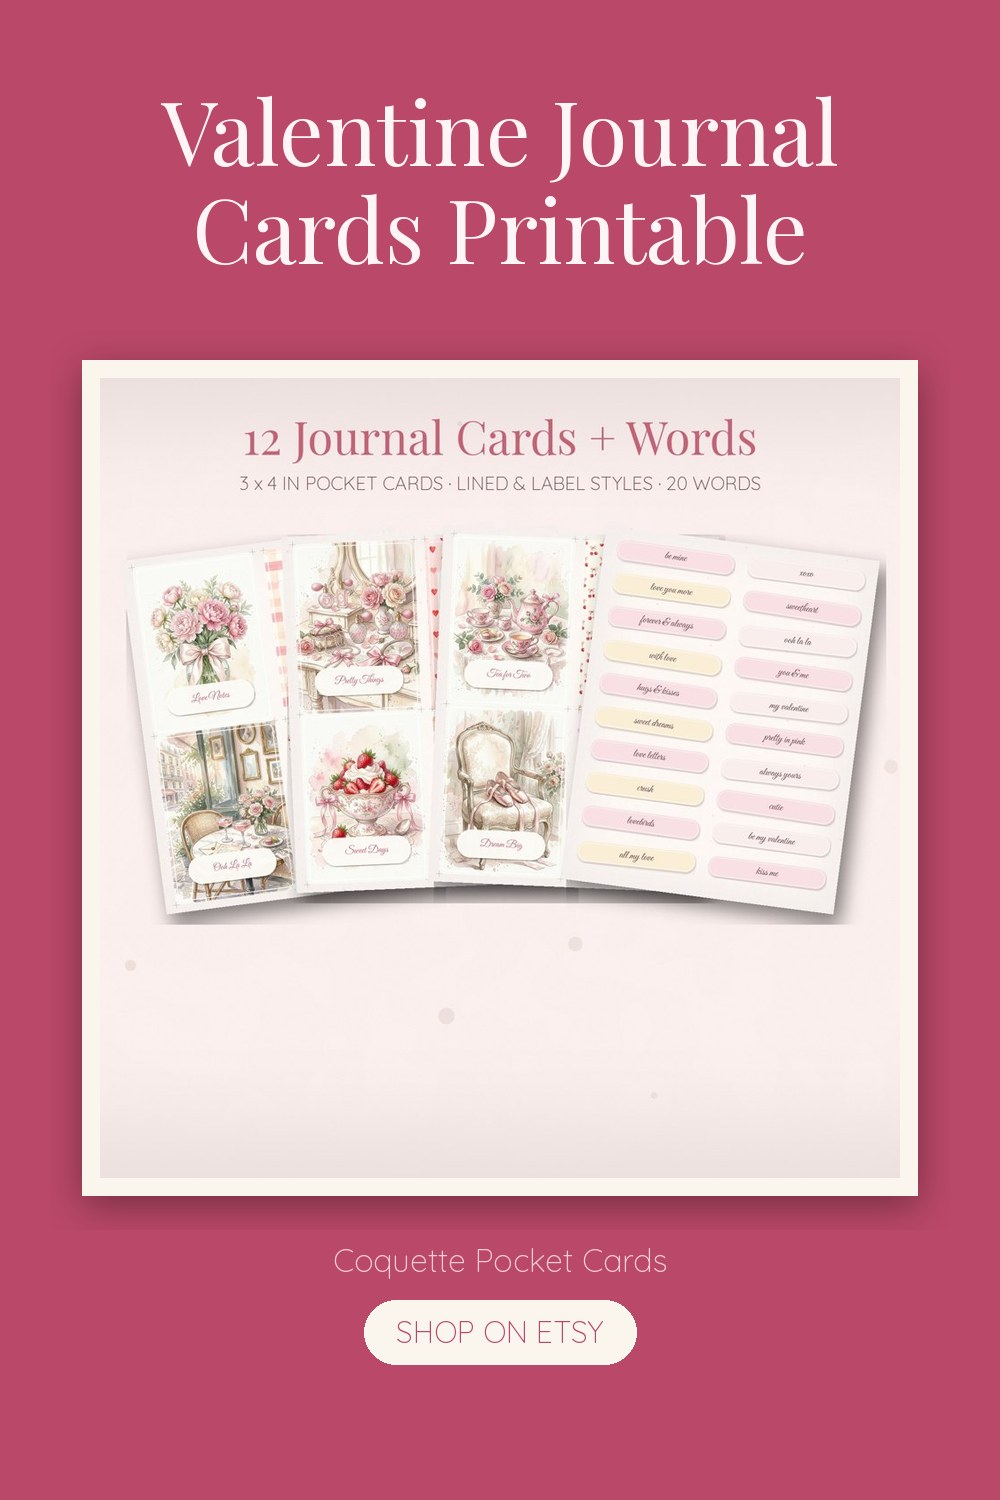 Valentine Journal
Cards Printable
12 Journal Cards + Words
3 x 4 IN POCKET CARDS · LINED & LABEL STYLES · 20 WORDS
Love Notes
Pretty Things
Tea for Two
Ooh La La
Sweet Days
Dream Big
be mine
love you more
forever & always
with love
hugs & kisses
sweet dreams
love letters
crush
lovebirds
all my love
xoxo
sweetheart
ooh la la
you & me
my valentine
pretty in pink
always yours
cutie
be my valentine
kiss me
Coquette Pocket Cards
SHOP ON ETSY